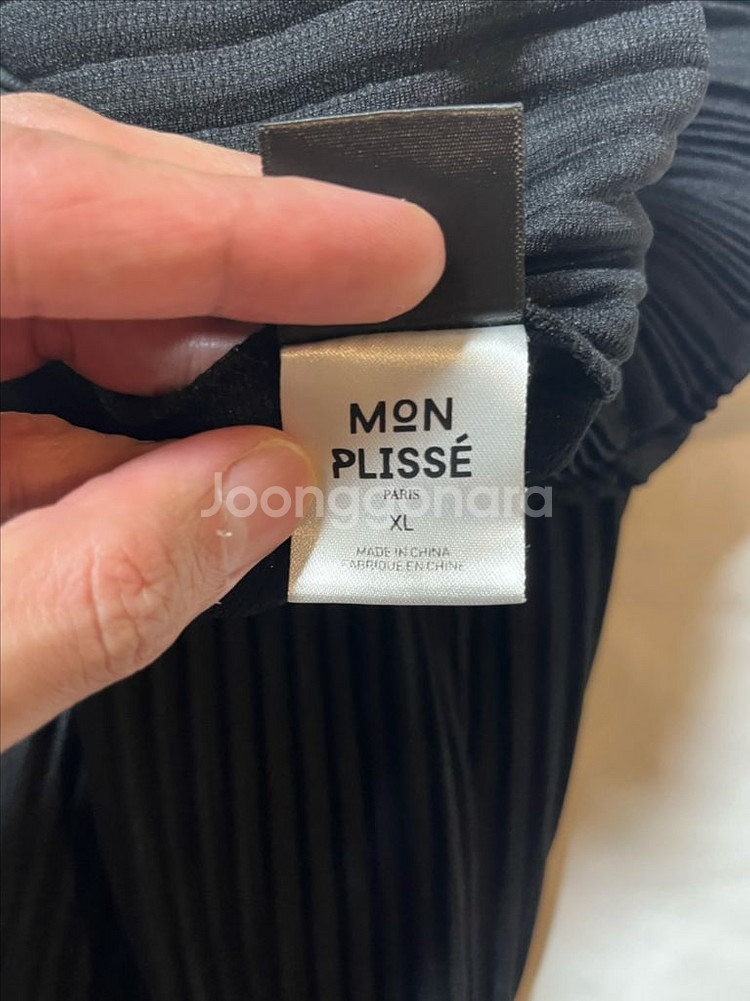 MON
PLISSÉ
PARIS
Joonggonara
XL
MADE IN CHINA
FABRIQUE EN CHINE